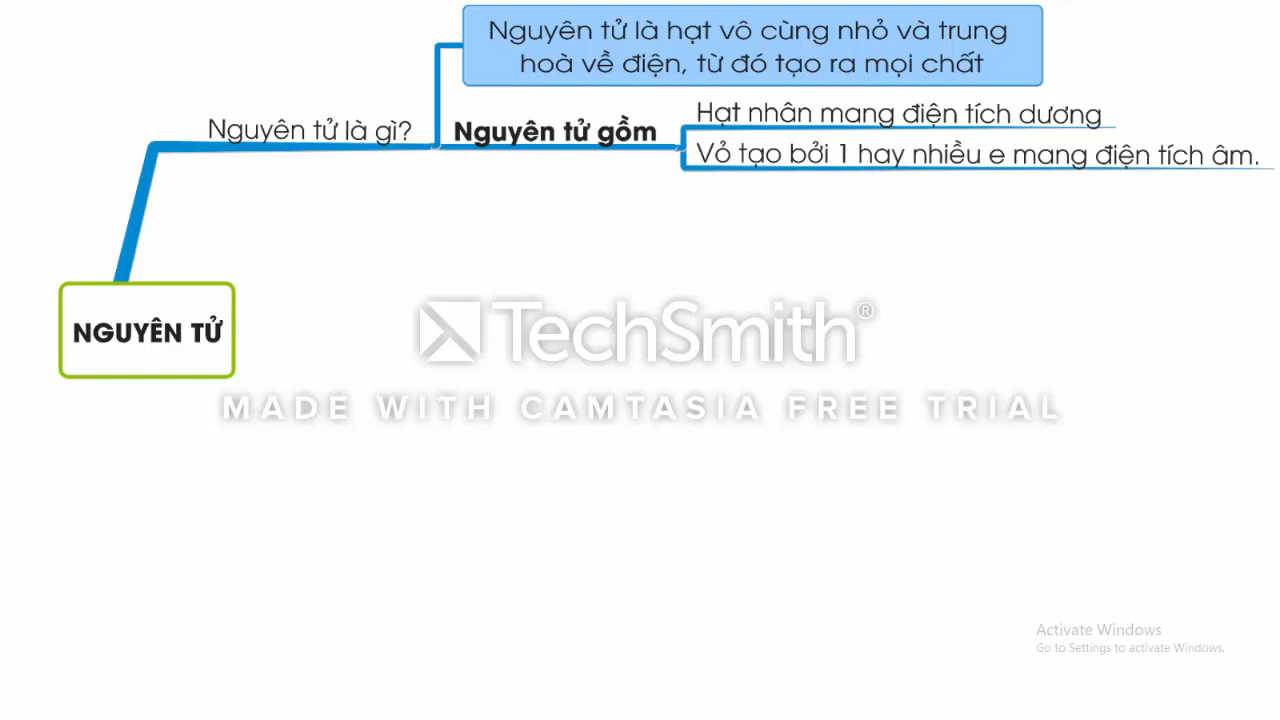 Nguyên tử là hạt vô cùng nhỏ và trung
hoà về điện, từ đó tạo ra mọi chất
Nguyên tử là gì?
Nguyên tử gồm
Hạt nhân mang điện tích dương
Vỏ tạo bởi 1 hay nhiều e mang điện tích âm.
NGUYÊN TỬ
TechSmith®
MADE WITH CAMTASIA FREE TRIAL
Activate Windows
Go to Settings to activate Windows.